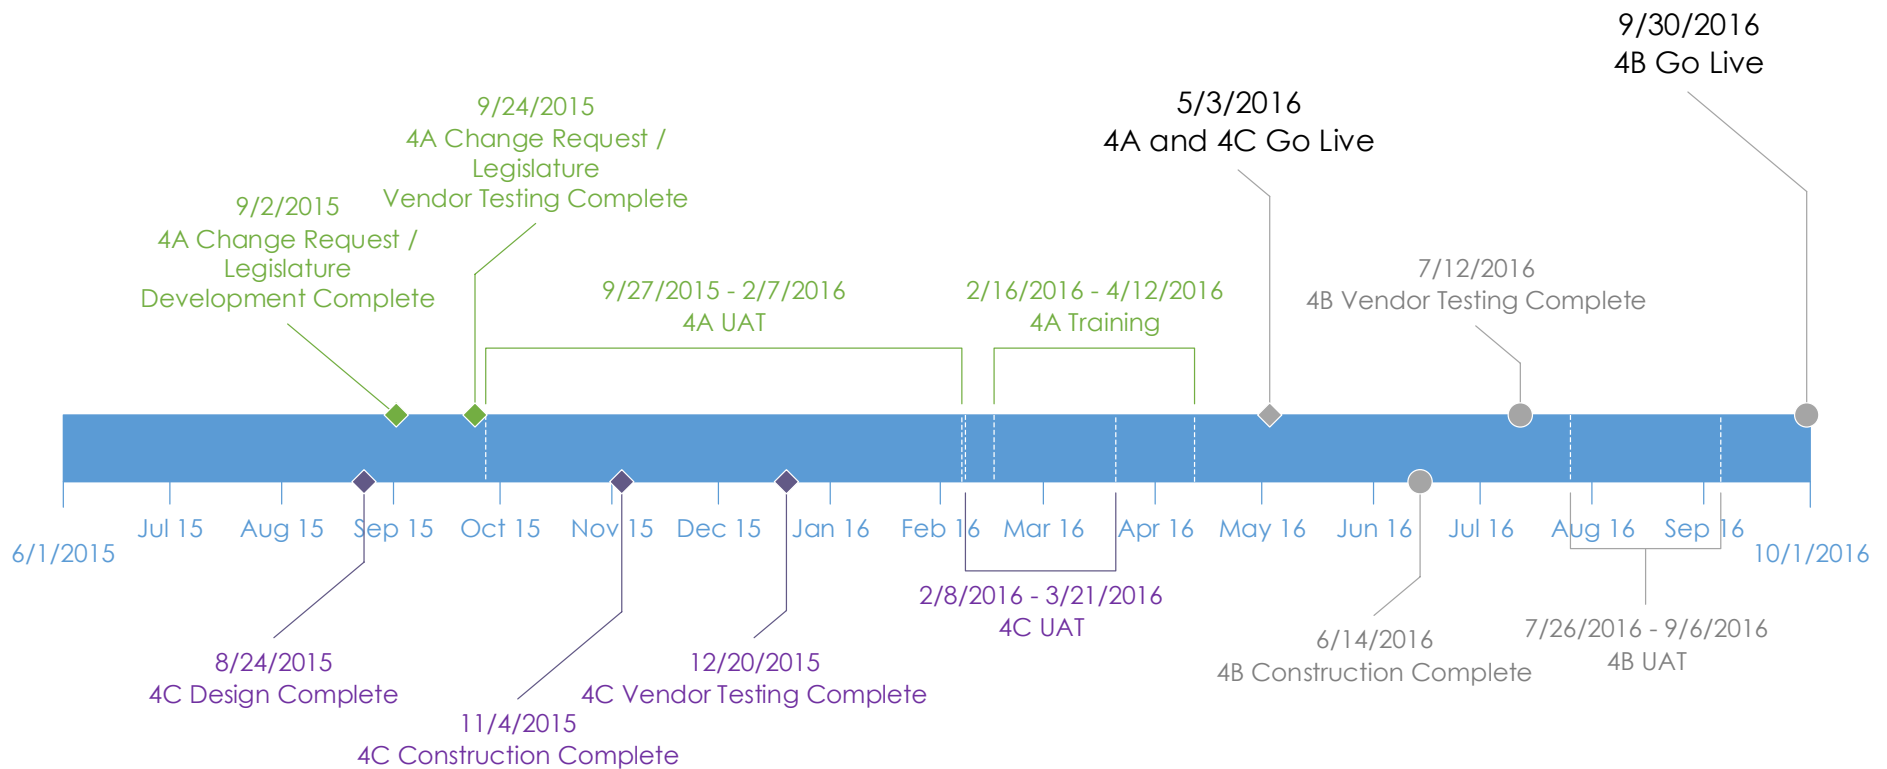 9/30/2016
4B Go Live
5/3/2016
4A and 4C Go Live
9/24/2015
4A Change Request /
Legislature
Vendor Testing Complete
9/2/2015
4A Change Request /
Legislature
Development Complete
9/27/2015 - 2/7/2016
4A UAT
2/16/2016 - 4/12/2016
4A Training
7/12/2016
4B Vendor Testing Complete
6/1/2015
Jul 15
Aug 15
Sep 15
Oct 15
Nov 15
Dec 15
Jan 16
Feb 16
Mar 16
Apr 16
May 16
Jun 16
Jul 16
Aug 16
Sep 16
10/1/2016
8/24/2015
4C Design Complete
11/4/2015
4C Construction Complete
12/20/2015
4C Vendor Testing Complete
2/8/2016 - 3/21/2016
4C UAT
6/14/2016
4B Construction Complete
7/26/2016 - 9/6/2016
4B UAT